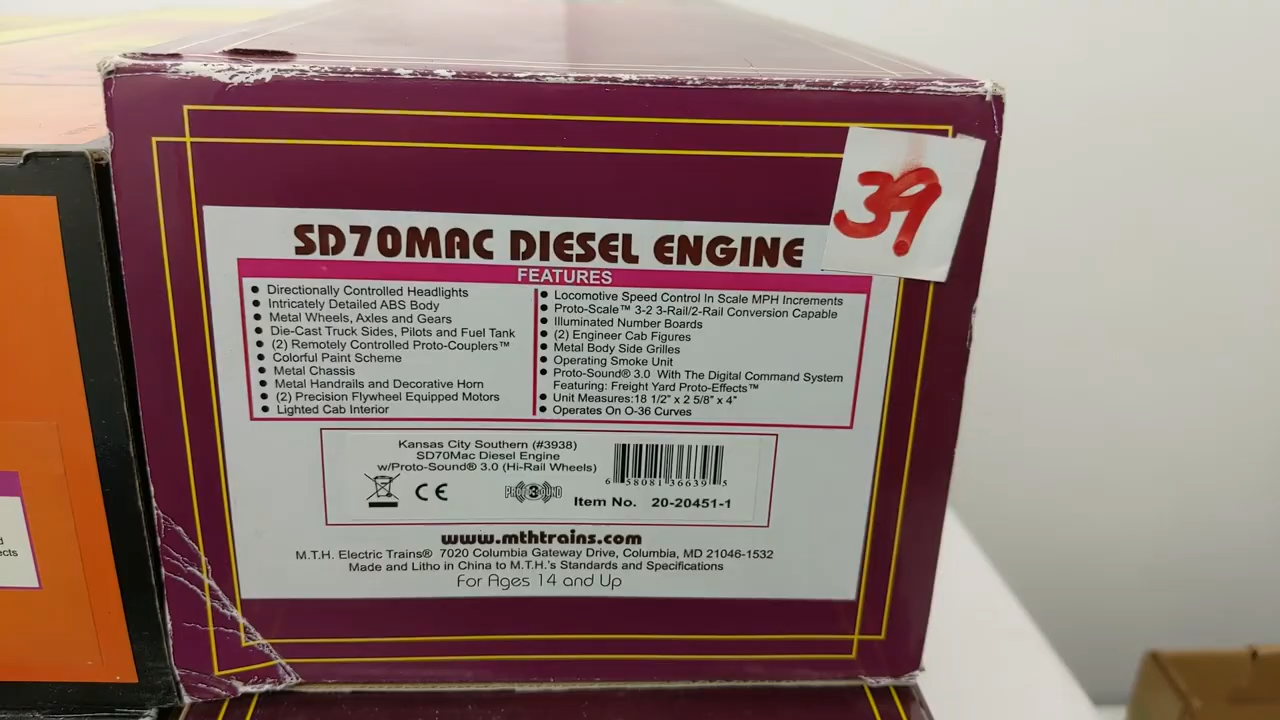 39
SD70MAC DIESEL ENGINE
FEATURES
• Directionally Controlled Headlights
• Intricately Detailed ABS Body
• Metal Wheels, Axles and Gears
• Die-Cast Truck Sides, Pilots and Fuel Tank
• (2) Remotely Controlled Proto-Couplers™
• Colorful Paint Scheme
• Metal Chassis
• Metal Handrails and Decorative Horn
• (2) Precision Flywheel Equipped Motors
• Lighted Cab Interior
• Locomotive Speed Control In Scale MPH Increments
• Proto-Scale™ 3-2 3-Rail/2-Rail Conversion Capable
• Illuminated Number Boards
• (2) Engineer Cab Figures
• Metal Body Side Grilles
• Operating Smoke Unit
• Proto-Sound® 3.0 With The Digital Command System
Featuring: Freight Yard Proto-Effects™
• Unit Measures:18 1/2" x 2 5/8" x 4"
• Operates On O-36 Curves
Kansas City Southern (#3938)
SD70Mac Diesel Engine
w/Proto-Sound® 3.0 (Hi-Rail Wheels)
6 58081 36639 5
CE
PROTO 3 SOUND
Item No. 20-20451-1
www.mthtrains.com
M.T.H. Electric Trains® 7020 Columbia Gateway Drive, Columbia, MD 21046-1532
Made and Litho in China to M.T.H.'s Standards and Specifications
For Ages 14 and Up